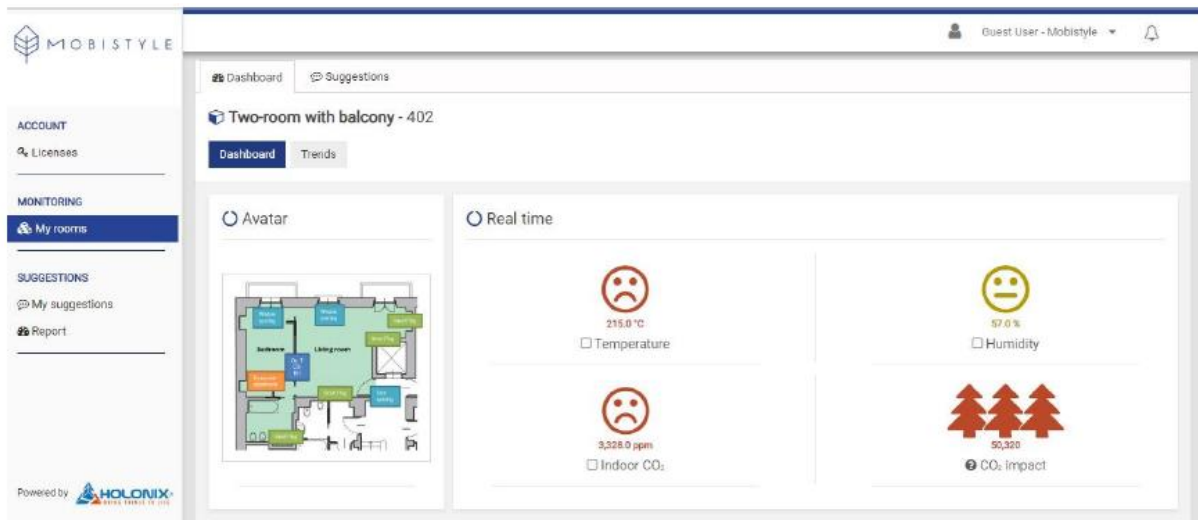 MOBISTYLE
Guest User - Mobistyle
Dashboard
Suggestions
Two-room with balcony - 402
ACCOUNT
Licenses
Dashboard
Trends
MONITORING
My rooms
Avatar
Real time
SUGGESTIONS
My suggestions
Report
215.0 °C
Temperature
57.0 %
Humidity
Bedroom
Living room
3,328.0 ppm
Indoor CO₂
50,320
CO₂ impact
Powered by HOLONIX